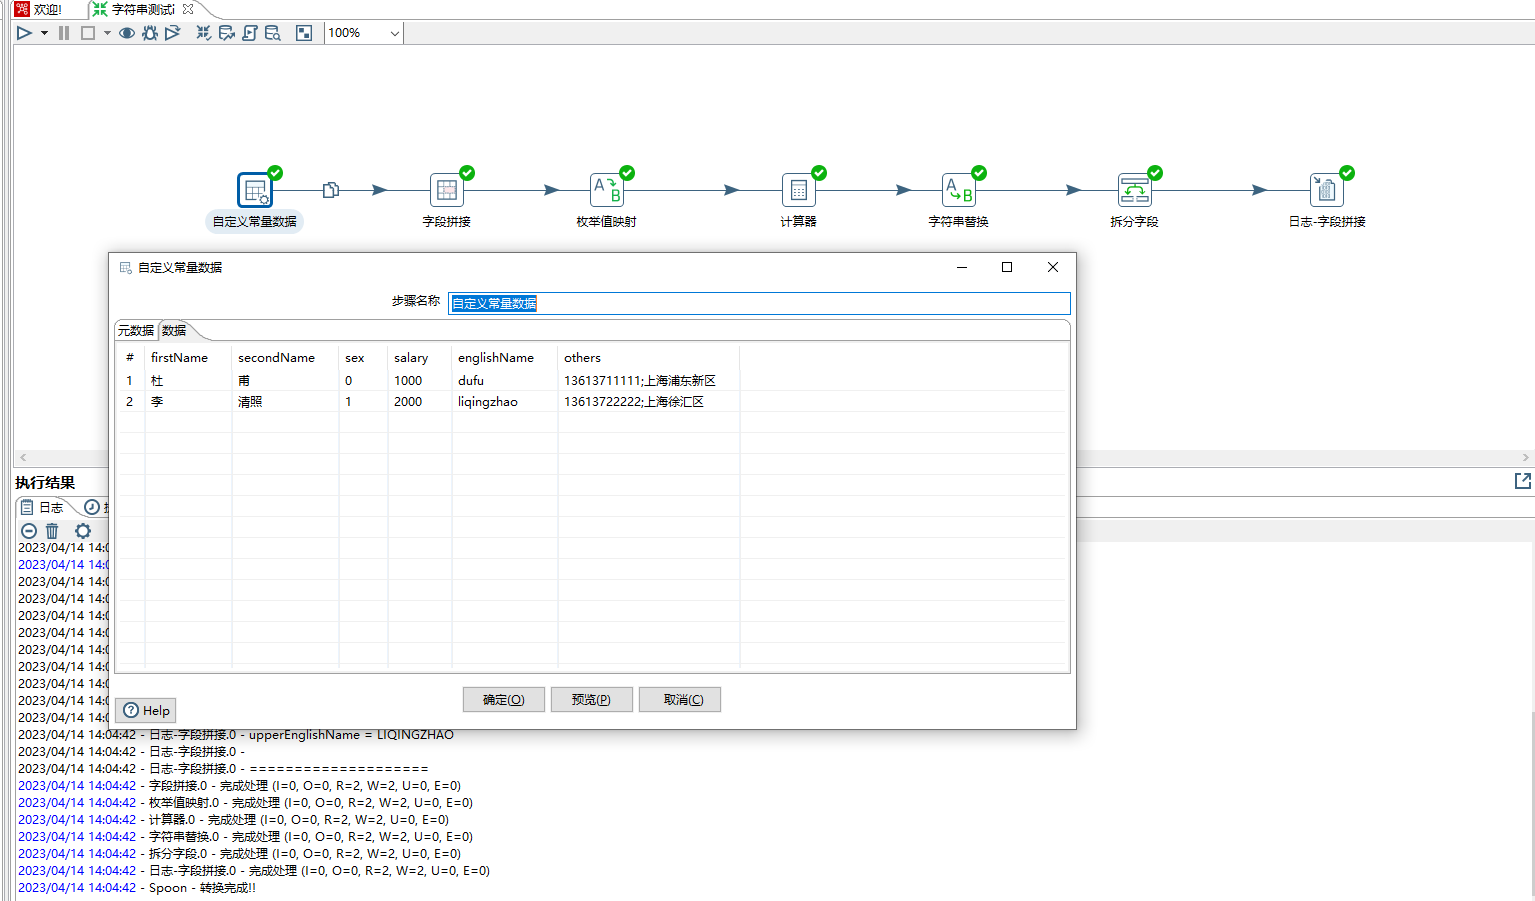 欢迎!
字符串测试
100%
自定义常量数据
字段拼接
枚举值映射
计算器
字符串替换
拆分字段
日志-字段拼接
自定义常量数据
步骤名称 自定义常量数据
元数据 数据
# firstName secondName sex salary englishName others
1 杜 甫 0 1000 dufu 13613711111;上海浦东新区
2 李 清照 1 2000 liqingzhao 13613722222;上海徐汇区
Help
确定(O)
预览(P)
取消(C)
执行结果
日志
2023/04/14 14:0
2023/04/14 14:0
2023/04/14 14:0
2023/04/14 14:0
2023/04/14 14:0
2023/04/14 14:0
2023/04/14 14:0
2023/04/14 14:0
2023/04/14 14:0
2023/04/14 14:0
2023/04/14 14:0
2023/04/14 14:04:42 - 日志-字段拼接.0 - upperEnglishName = LIQINGZHAO
2023/04/14 14:04:42 - 日志-字段拼接.0 -
2023/04/14 14:04:42 - 日志-字段拼接.0 - ====================
2023/04/14 14:04:42 - 字段拼接.0 - 完成处理 (I=0, O=0, R=2, W=2, U=0, E=0)
2023/04/14 14:04:42 - 枚举值映射.0 - 完成处理 (I=0, O=0, R=2, W=2, U=0, E=0)
2023/04/14 14:04:42 - 计算器.0 - 完成处理 (I=0, O=0, R=2, W=2, U=0, E=0)
2023/04/14 14:04:42 - 字符串替换.0 - 完成处理 (I=0, O=0, R=2, W=2, U=0, E=0)
2023/04/14 14:04:42 - 拆分字段.0 - 完成处理 (I=0, O=0, R=2, W=2, U=0, E=0)
2023/04/14 14:04:42 - 日志-字段拼接.0 - 完成处理 (I=0, O=0, R=2, W=2, U=0, E=0)
2023/04/14 14:04:42 - Spoon - 转换完成!!